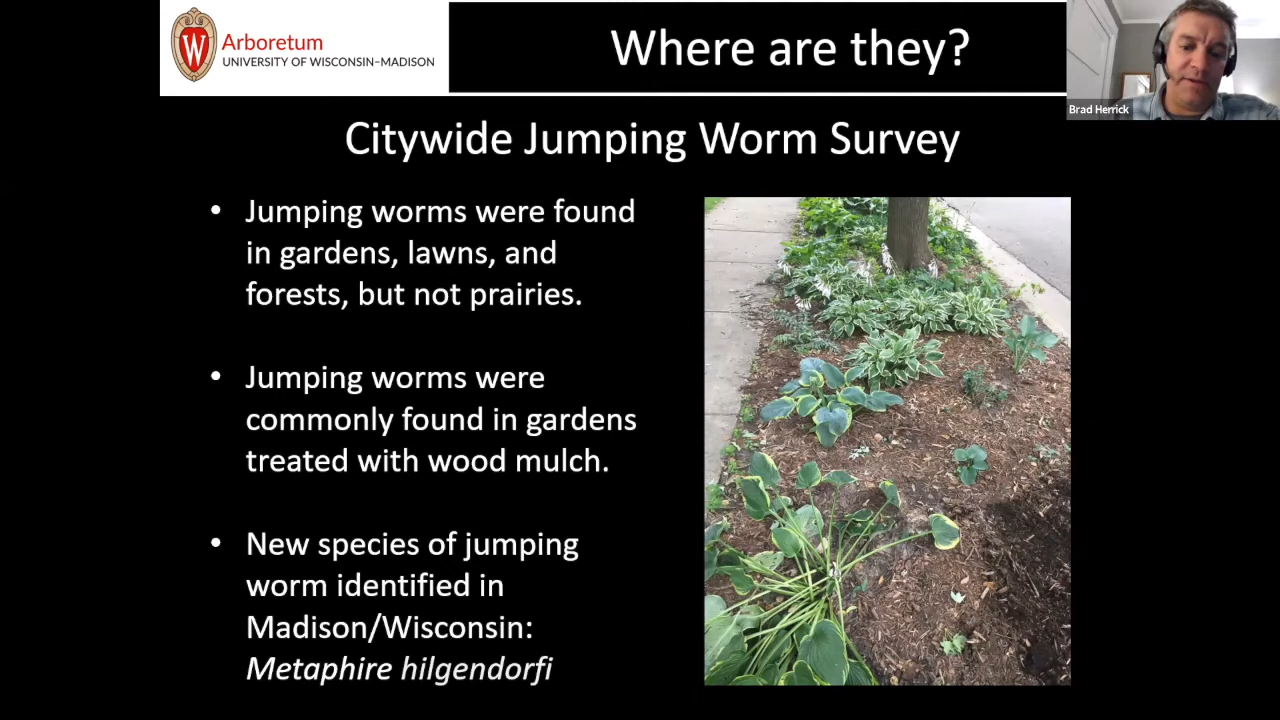 W
Arboretum
UNIVERSITY OF WISCONSIN–MADISON
Where are they?
Brad Herrick
Citywide Jumping Worm Survey
• Jumping worms were found
in gardens, lawns, and
forests, but not prairies.
• Jumping worms were
commonly found in gardens
treated with wood mulch.
• New species of jumping
worm identified in
Madison/Wisconsin:
Metaphire hilgendorfi